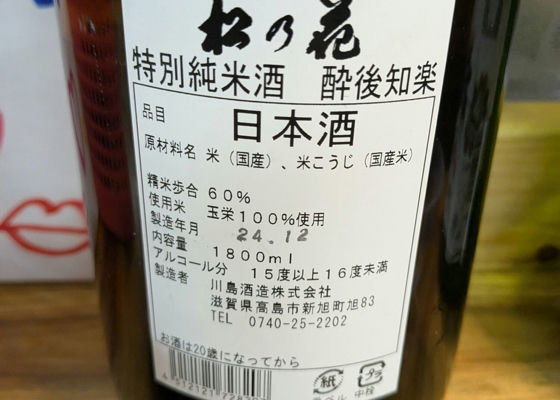 松乃花
特別純米酒 酔後知楽
品目 日本酒
原材料名 米(国産)、米こうじ(国産米)
精米歩合 60%
使用米 玉栄100%使用
製造年月 24.12
内容量 1800ml
アルコール分 15度以上16度未満
製造者 川島酒造株式会社
滋賀県高島市新旭町旭83
TEL 0740-25-2202
お酒は20歳になってから
紙
ラベル
中栓